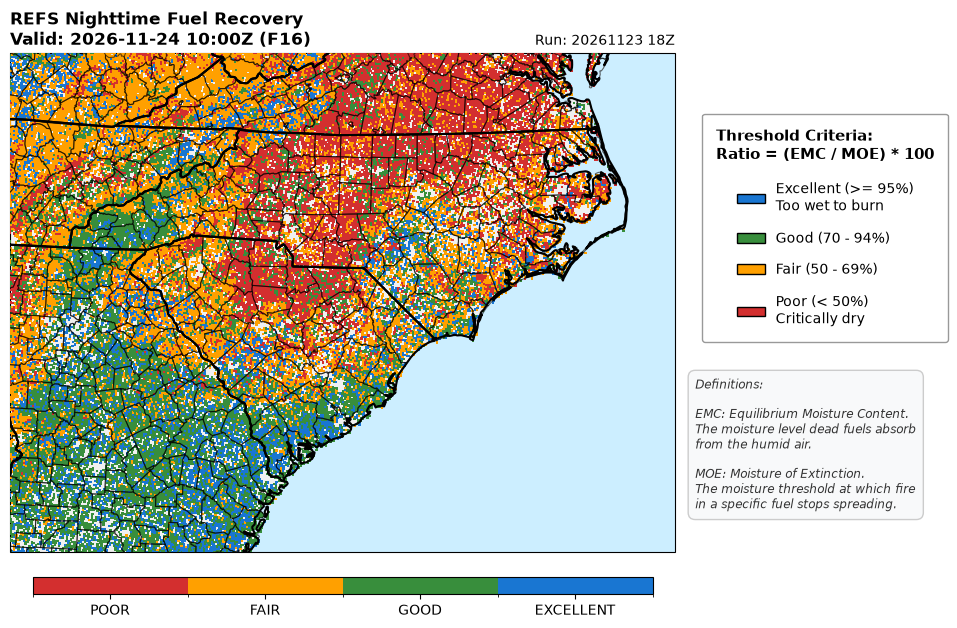 REFS Nighttime Fuel Recovery
Valid: 2026-11-24 10:00Z (F16)
Run: 20261123 18Z
Threshold Criteria:
Ratio = (EMC / MOE) * 100
Excellent (>= 95%)
Too wet to burn
Good (70 - 94%)
Fair (50 - 69%)
Poor (< 50%)
Critically dry
Definitions:
EMC: Equilibrium Moisture Content.
The moisture level dead fuels absorb
from the humid air.
MOE: Moisture of Extinction.
The moisture threshold at which fire
in a specific fuel stops spreading.
POOR FAIR GOOD EXCELLENT